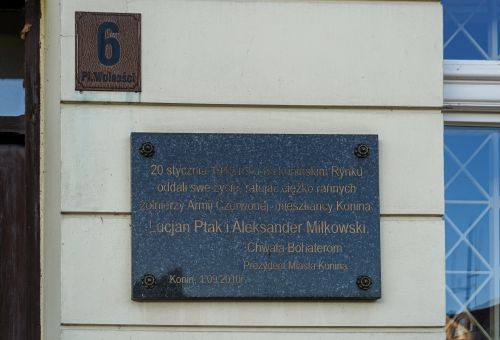 6
Pl. Wolności
20 stycznia 1945 roku na konińskim Rynku
oddali swe życie, ratując ciężko rannych
żołnierzy Armii Czerwonej, mieszkańcy Konina
Lucjan Ptak i Aleksander Miłkowski.
Chwała Bohaterom
Prezydent Miasta Konina
Konin, 1.09.2010r.